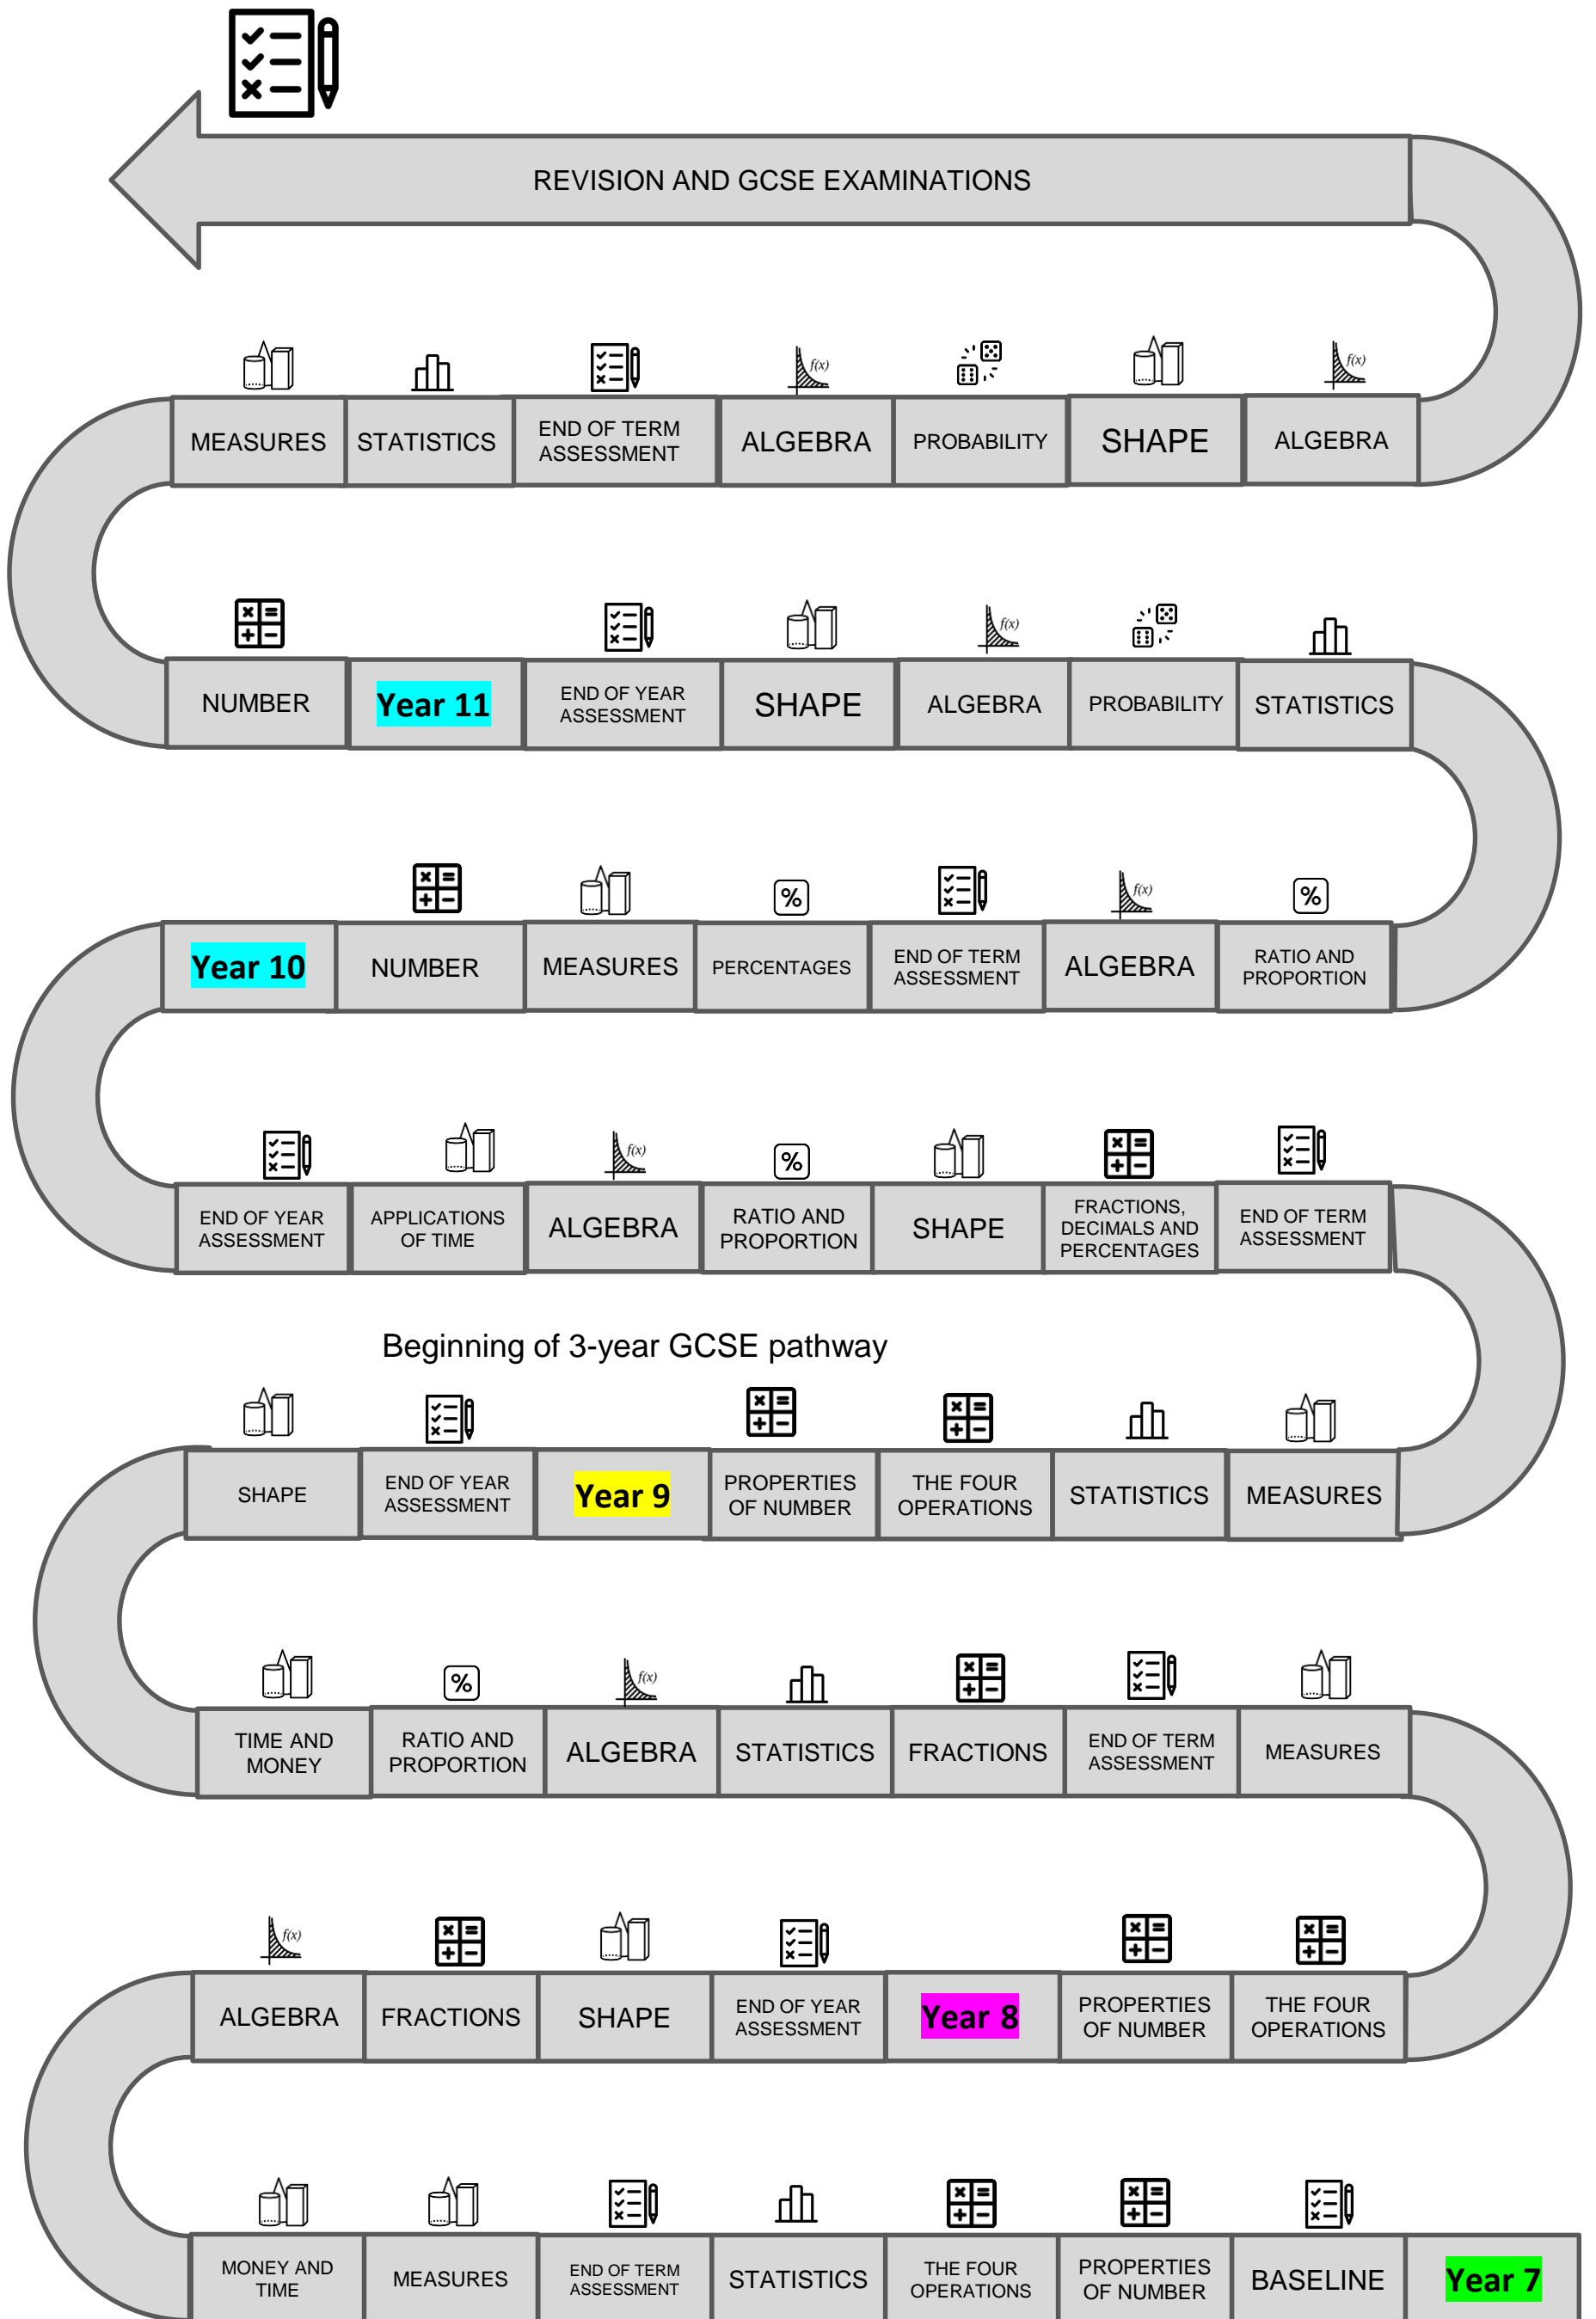 REVISION AND GCSE EXAMINATIONS
MEASURES
STATISTICS
END OF TERM
ASSESSMENT
ALGEBRA
f(x)
PROBABILITY
SHAPE
ALGEBRA
f(x)
NUMBER
Year 11
END OF YEAR
ASSESSMENT
SHAPE
ALGEBRA
f(x)
PROBABILITY
STATISTICS
Year 10
NUMBER
MEASURES
%
PERCENTAGES
END OF TERM
ASSESSMENT
f(x)
ALGEBRA
%
RATIO AND
PROPORTION
END OF YEAR
ASSESSMENT
APPLICATIONS
OF TIME
f(x)
ALGEBRA
%
RATIO AND
PROPORTION
SHAPE
FRACTIONS,
DECIMALS AND
PERCENTAGES
END OF TERM
ASSESSMENT
Beginning of 3-year GCSE pathway
SHAPE
END OF YEAR
ASSESSMENT
Year 9
PROPERTIES
OF NUMBER
THE FOUR
OPERATIONS
STATISTICS
MEASURES
TIME AND
MONEY
%
RATIO AND
PROPORTION
f(x)
ALGEBRA
STATISTICS
FRACTIONS
END OF TERM
ASSESSMENT
MEASURES
f(x)
ALGEBRA
FRACTIONS
SHAPE
END OF YEAR
ASSESSMENT
Year 8
PROPERTIES
OF NUMBER
THE FOUR
OPERATIONS
MONEY AND
TIME
MEASURES
END OF TERM
ASSESSMENT
STATISTICS
THE FOUR
OPERATIONS
PROPERTIES
OF NUMBER
BASELINE
Year 7